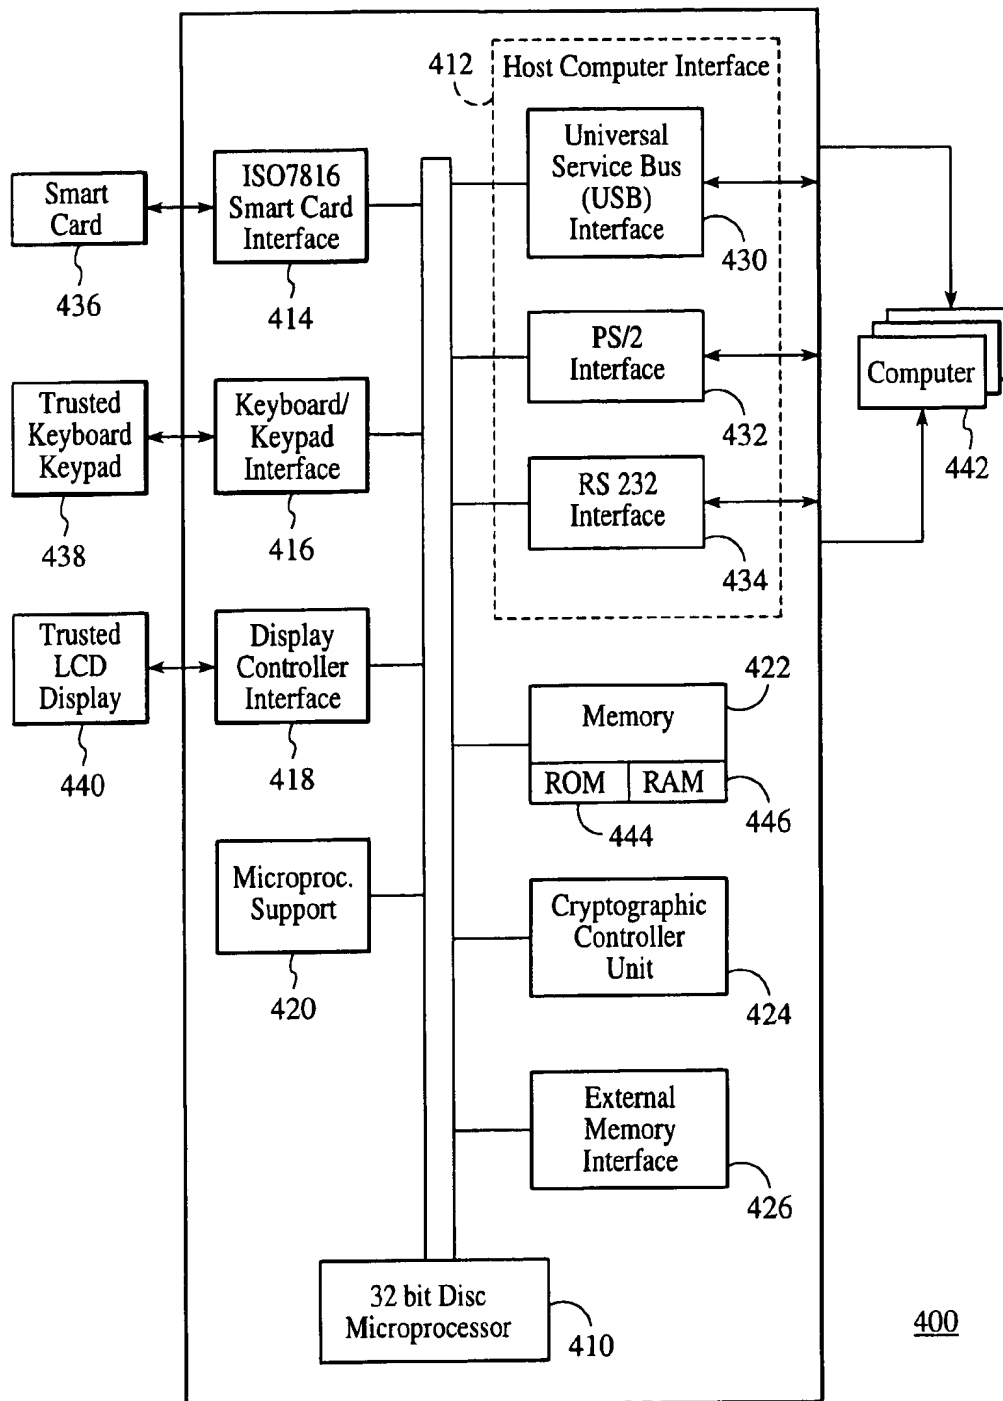 412
Host Computer Interface
Universal
Service Bus
(USB)
Interface
430
ISO7816
Smart Card
Interface
414
Smart
Card
436
PS/2
Interface
432
Computer
442
Trusted
Keyboard
Keypad
438
Keyboard/
Keypad
Interface
416
RS 232
Interface
434
Trusted
LCD
Display
440
Display
Controller
Interface
418
422
Memory
ROM
RAM
444
446
Microproc.
Support
420
Cryptographic
Controller
Unit
424
External
Memory
Interface
426
32 bit Disc
Microprocessor
410
400